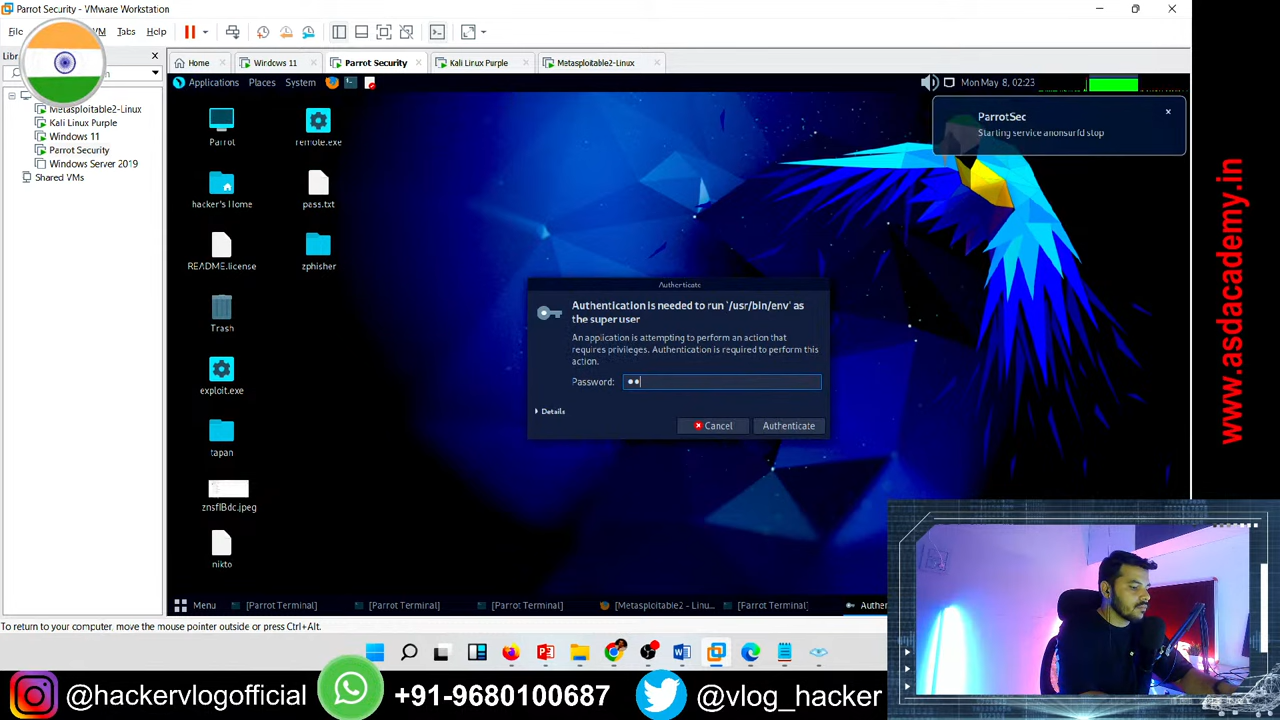 Parrot Security - VMware Workstation
File
VM
Tabs
Help
Home
Windows 11
Parrot Security
Kali Linux Purple
Metasploitable2-Linux
Metasploitable2-Linux
Kali Linux Purple
Windows 11
Parrot Security
Windows Server 2019
Shared VMs
Applications
Places
System
Mon May 8, 02:23
ParrotSec
Starting service anonsurfd stop
Parrot
remote.exe
hacker's Home
pass.txt
README.license
zphisher
Trash
exploit.exe
tapan
znsflBdc.jpeg
nikto
Authenticate
Authentication is needed to run '/usr/bin/env' as
the super user
An application is attempting to perform an action that
requires privileges. Authentication is required to perform this
action.
Password:
Details
Cancel
Authenticate
Menu
[Parrot Terminal]
[Parrot Terminal]
[Parrot Terminal]
[Metasploitable2 - Linu...
[Parrot Terminal]
To return to your computer, move the mouse pointer outside or press Ctrl+Alt.
www.asdacademy.in
@hackervlogofficial
+91-9680100687
@vlog_hacker